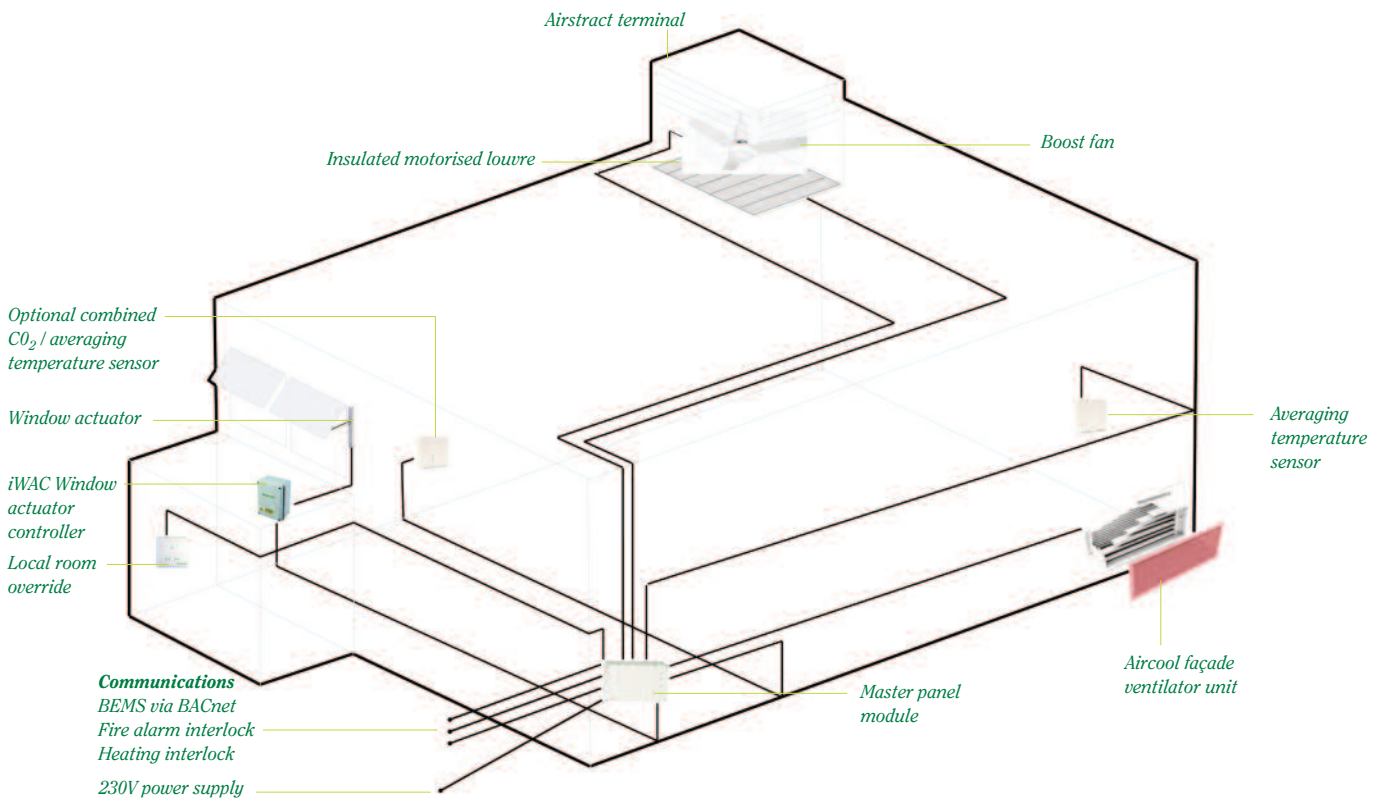 Airstract terminal
Boost fan
Insulated motorised louvre
Optional combined
C0₂ / averaging
temperature sensor
Window actuator
Averaging
temperature
sensor
iWAC Window
actuator
controller
Local room
override
Aircool façade
ventilator unit
Communications
BEMS via BACnet
Fire alarm interlock
Heating interlock
Master panel
module
230V power supply